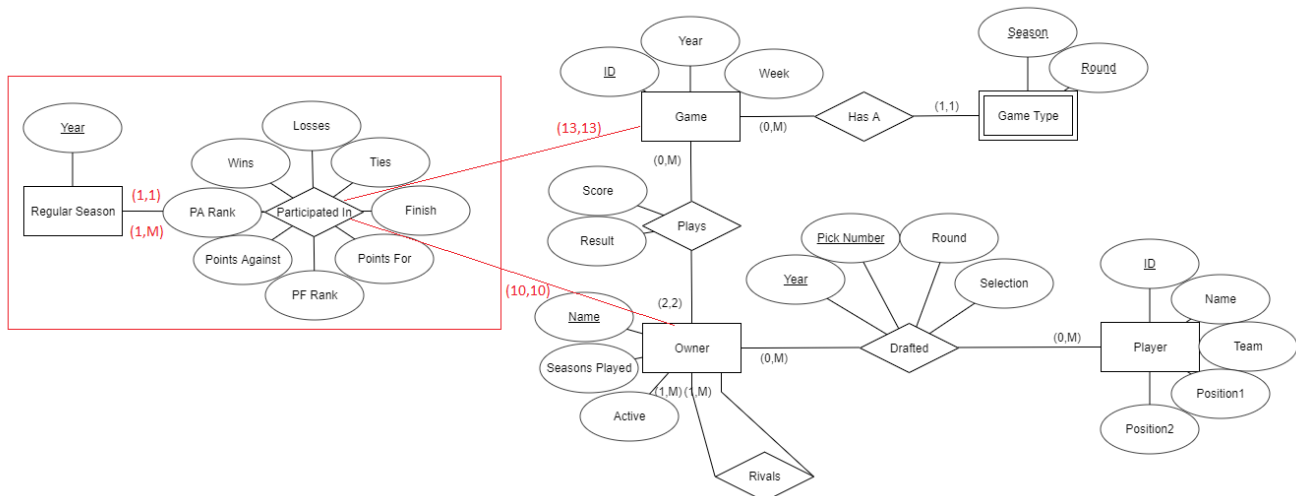 Season
Year
ID
Week
Round
Game
(0,M)
Has A
(1,1)
Game Type
(13,13)
Losses
Year
Wins
Ties
(1,1)
Regular Season
(1,M)
PA Rank
Participated In
Finish
Points Against
Points For
PF Rank
(0,M)
Score
Plays
Result
(2,2)
(10,10)
Pick Number
Round
Year
Selection
ID
Name
Name
Owner
(0,M)
Drafted
(0,M)
Player
Team
Seasons Played
Position1
(1,M)
(1,M)
Active
Position2
Rivals